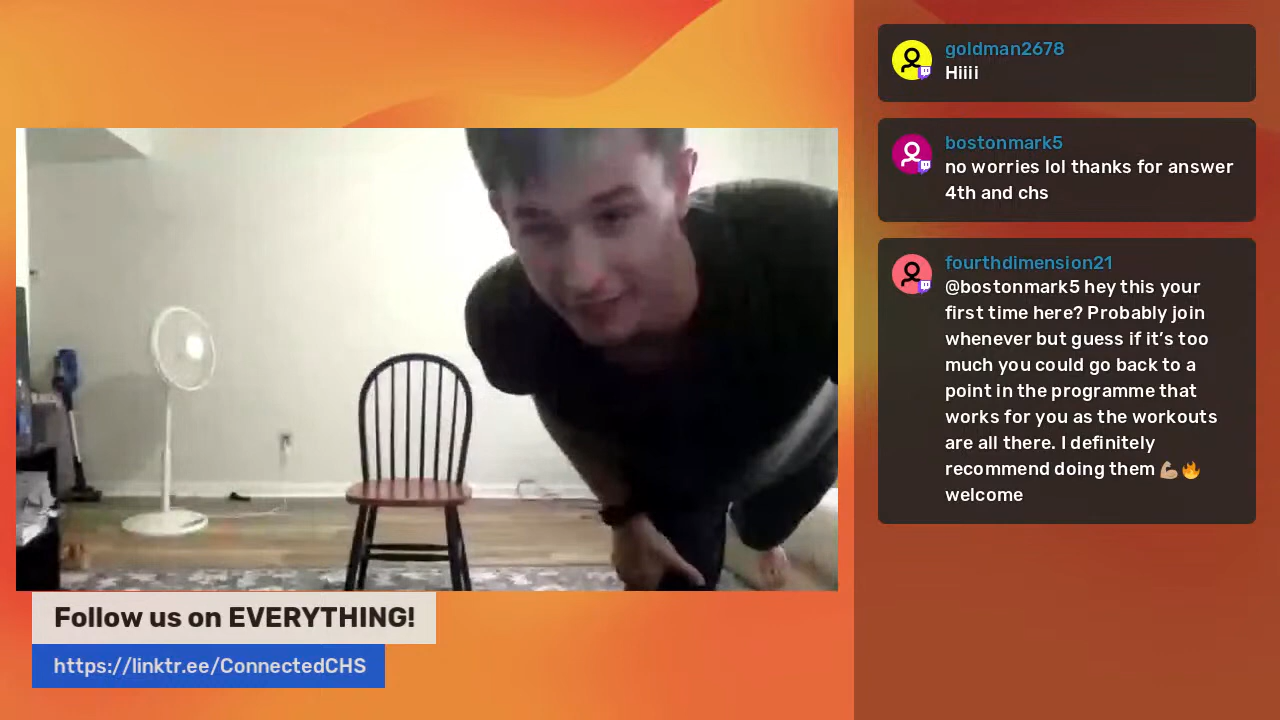 goldman2678
Hiiii
bostonmark5
no worries lol thanks for answer
4th and chs
fourthdimension21
@bostonmark5 hey this your
first time here? Probably join
whenever but guess if it’s too
much you could go back to a
point in the programme that
works for you as the workouts
are all there. I definitely
recommend doing them 💪🏽🔥
welcome
Follow us on EVERYTHING!
https://linktr.ee/ConnectedCHS